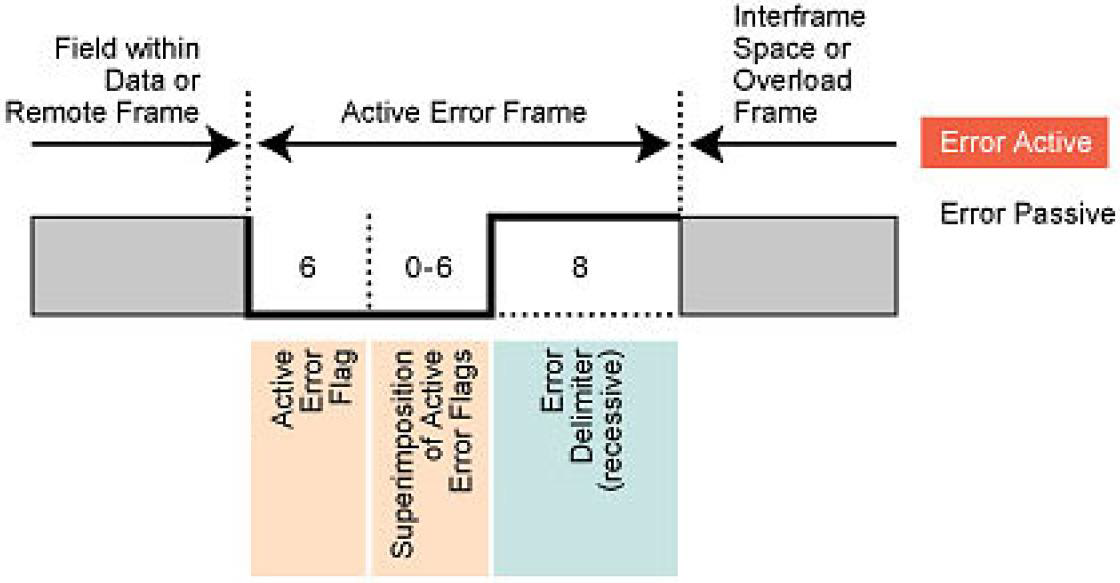 Field within
Data or
Remote Frame
Active Error Frame
Interframe
Space or
Overload
Frame
Error Active
Error Passive
6
0-6
8
Active
Error
Flag
Superimposition
of Active
Error Flags
Error
Delimiter
(recessive)